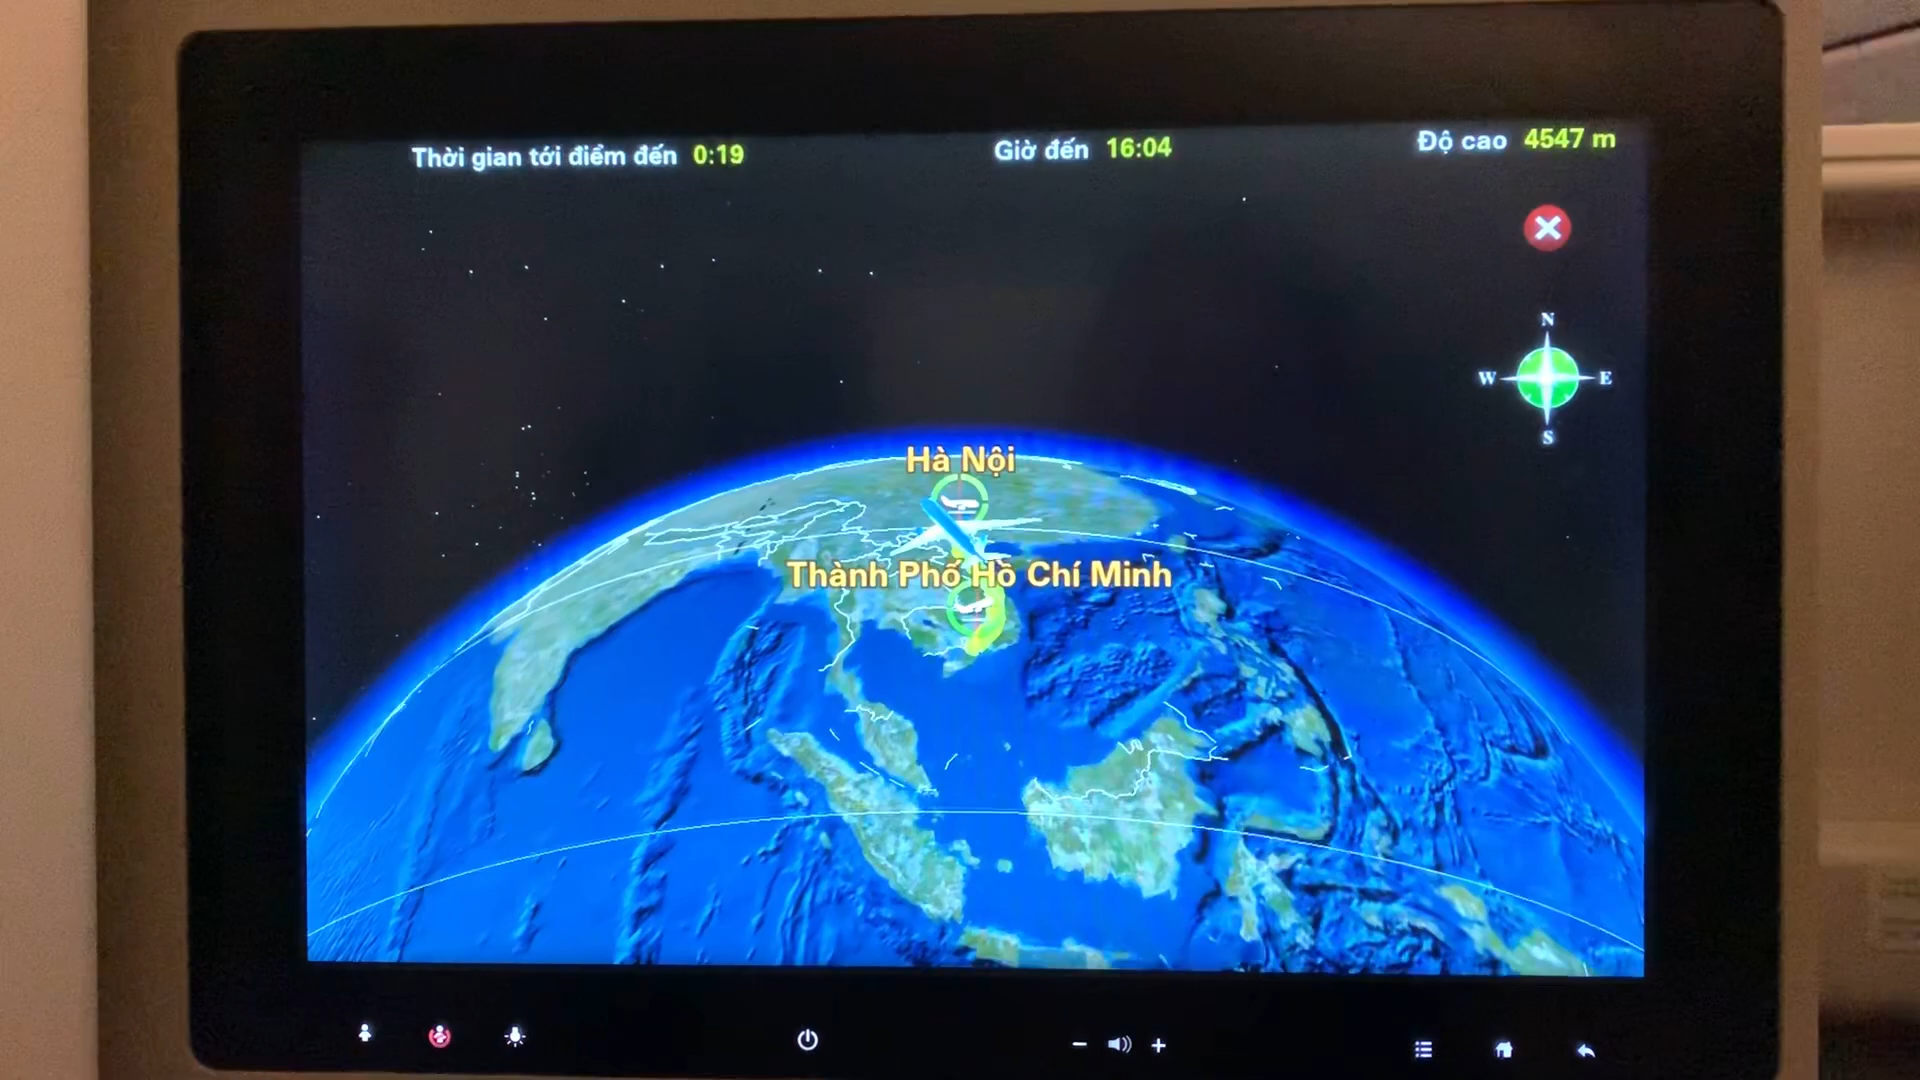 Thời gian tới điểm đến 0:19
Giờ đến 16:04
Độ cao 4547 m
N
W E
S
Hà Nội
Thành Phố Hồ Chí Minh